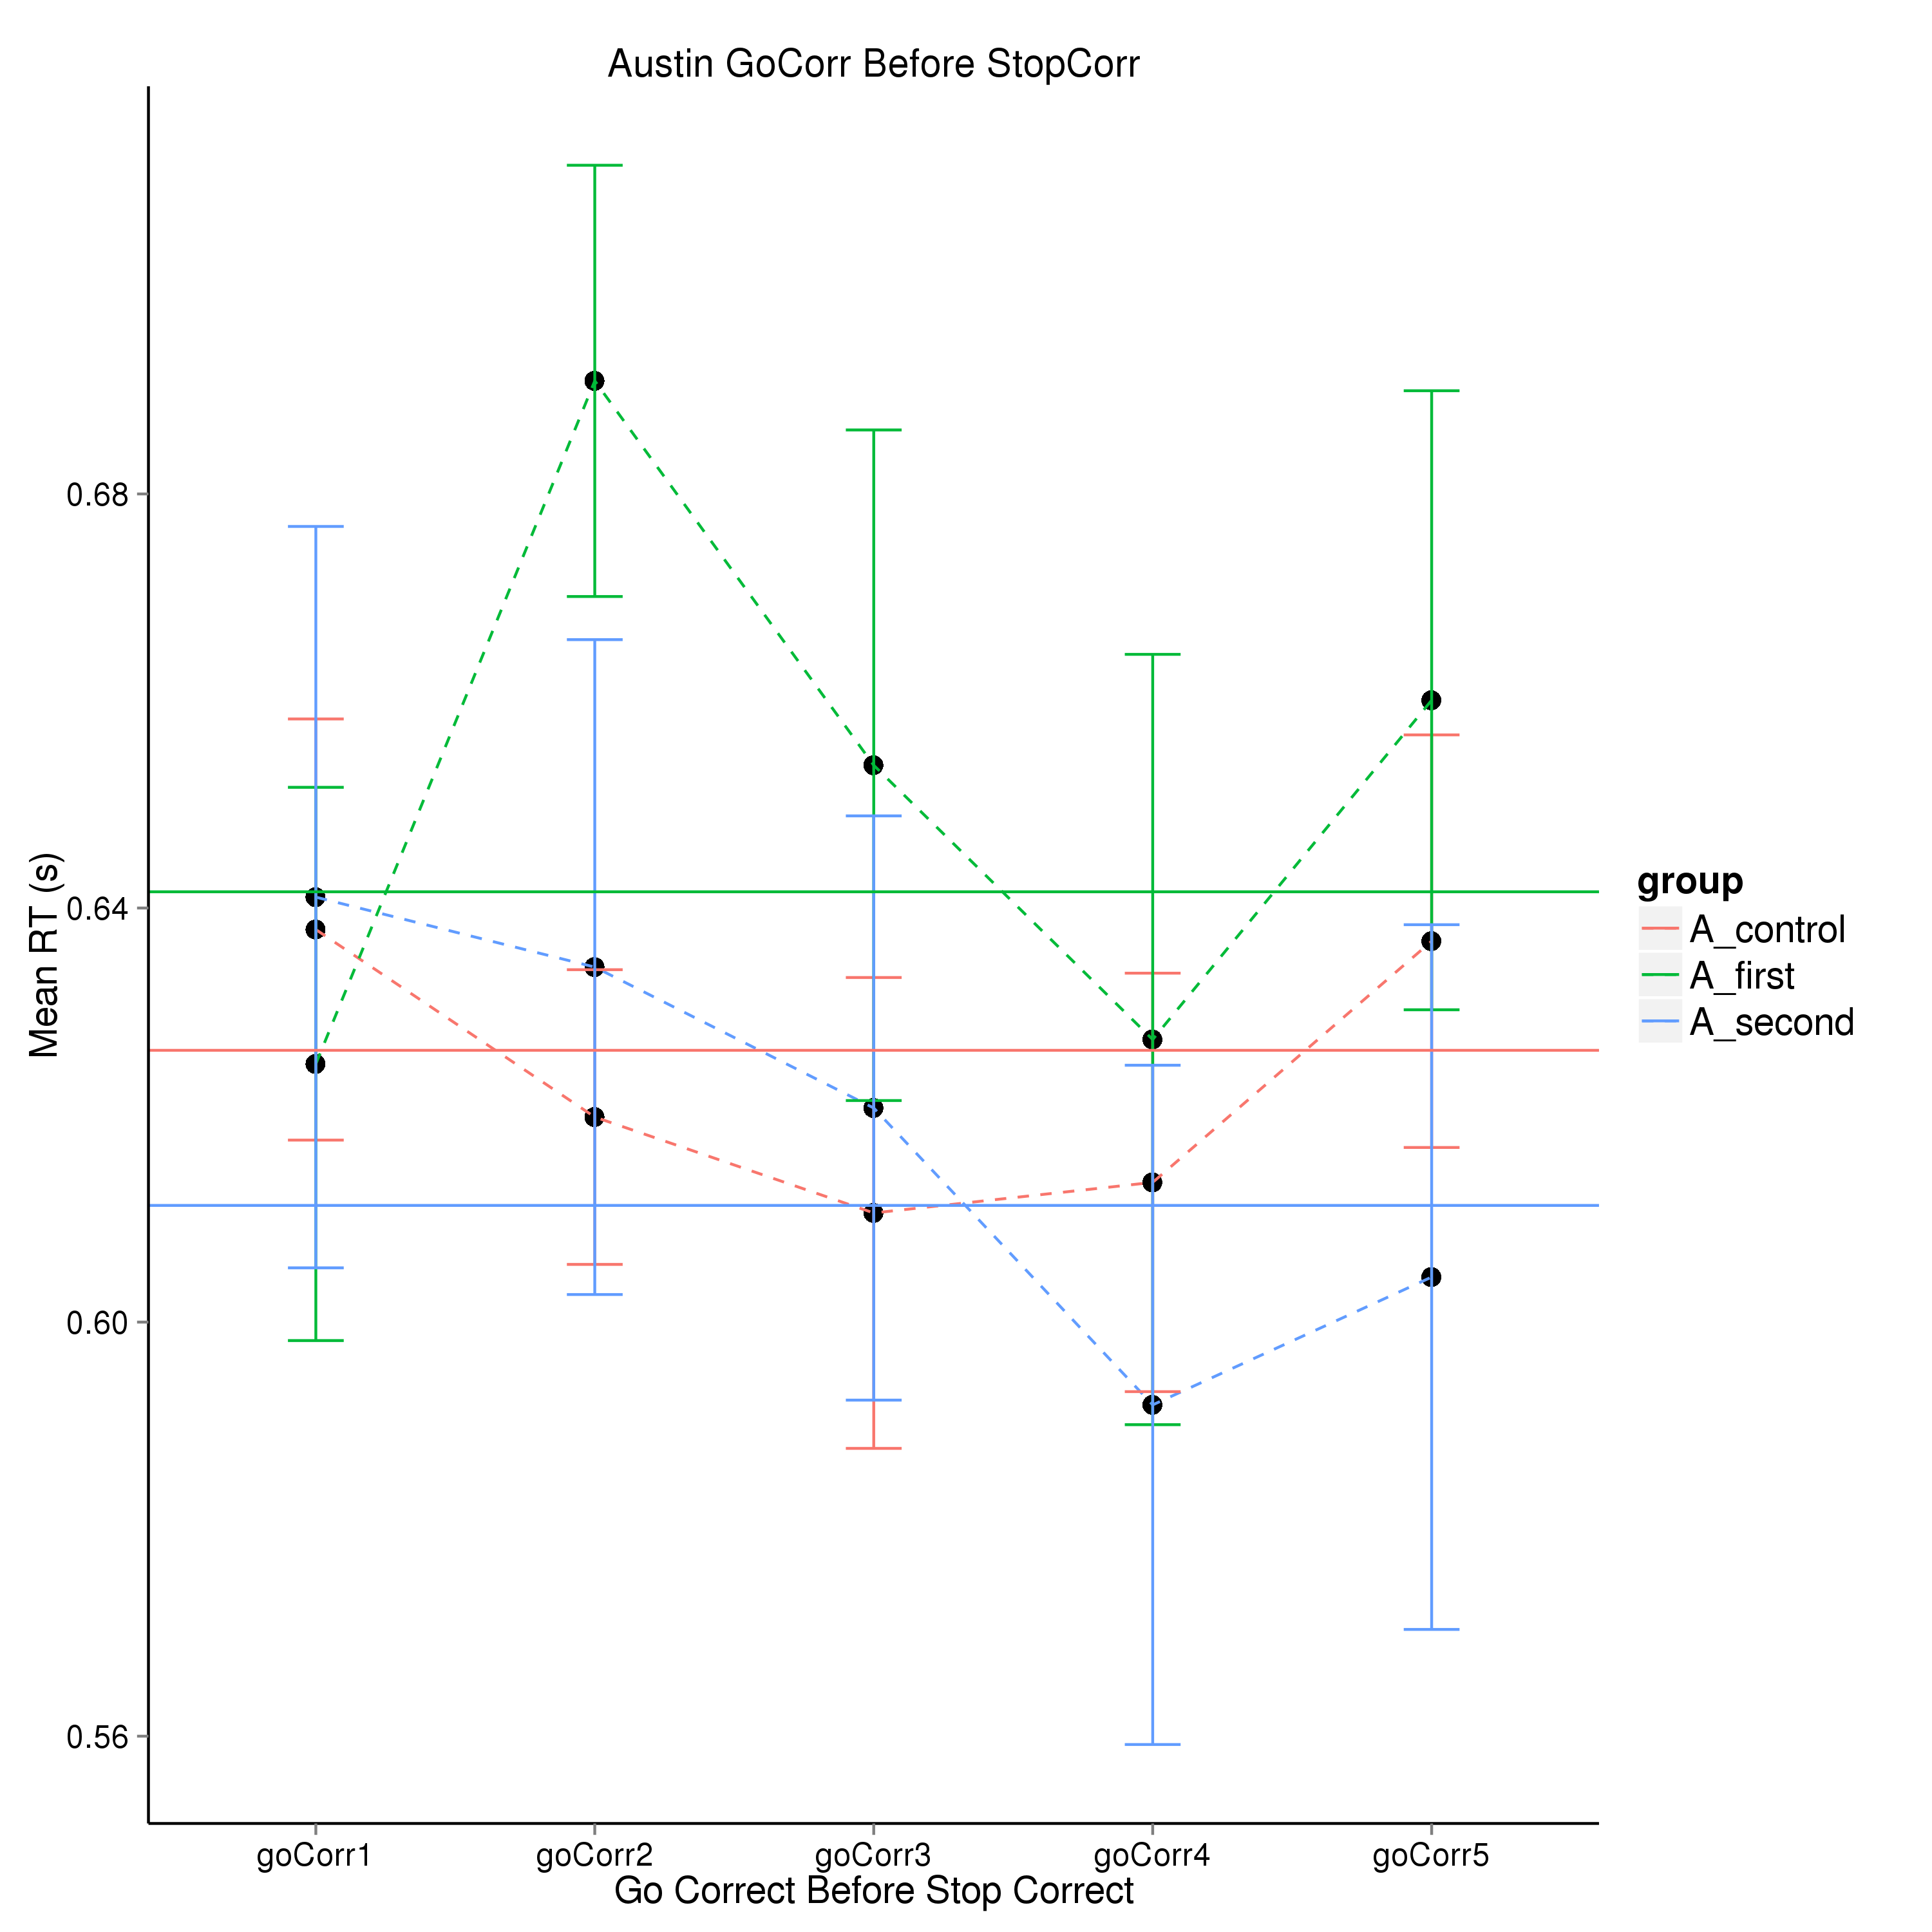 Austin GoCorr Before StopCorr
Mean RT (s)
0.68
0.64
0.60
0.56
goCorr1 goCorr2 goCorr3 goCorr4 goCorr5
Go Correct Before Stop Correct
group
A_control
A_first
A_second